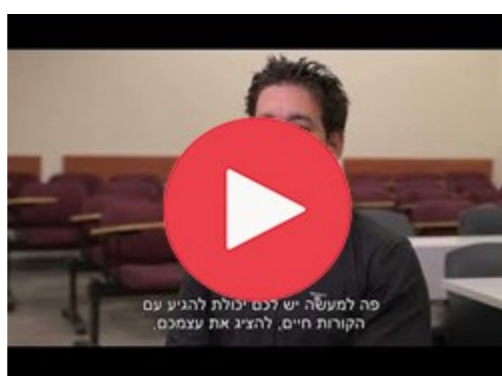 פה למעשה יש לכם יכולת להגיע עם
הקורות חיים, להציג את עצמכם.